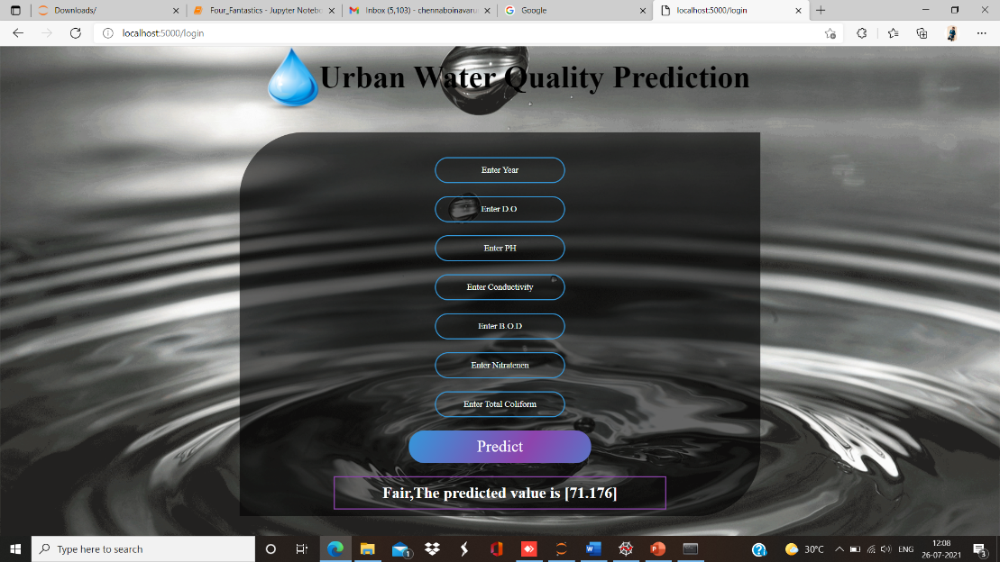 Downloads/
Four_Fantastics - Jupyter Notebo
Inbox (5,103) - chennaboinavaru
Google
localhost:5000/login
localhost:5000/login
Urban Water Quality Prediction
Enter Year
Enter D.O
Enter PH
Enter Conductivity
Enter B.O.D
Enter Nitratenen
Enter Total Coliform
Predict
Fair,The predicted value is [71.176]
Type here to search
1
30°C
ENG
12:08
26-07-2021
3